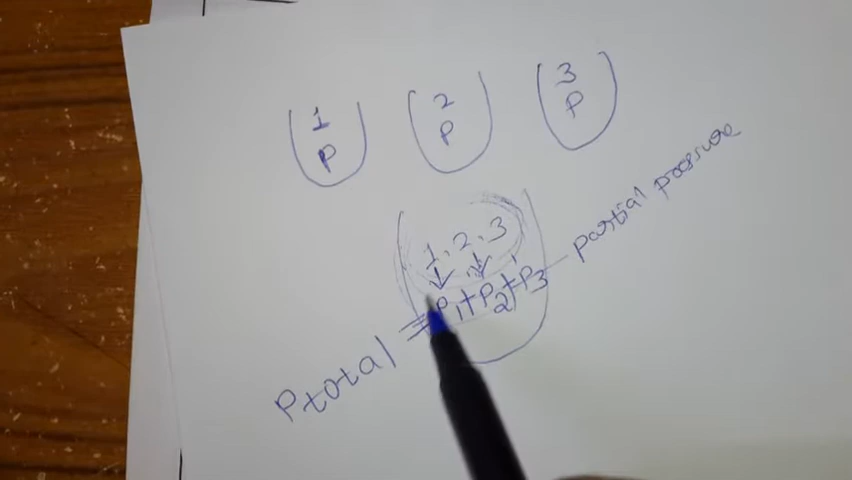 1 2 3
P P P
1, 2, 3
Ptotal = P1+P2+P3 partial pressure